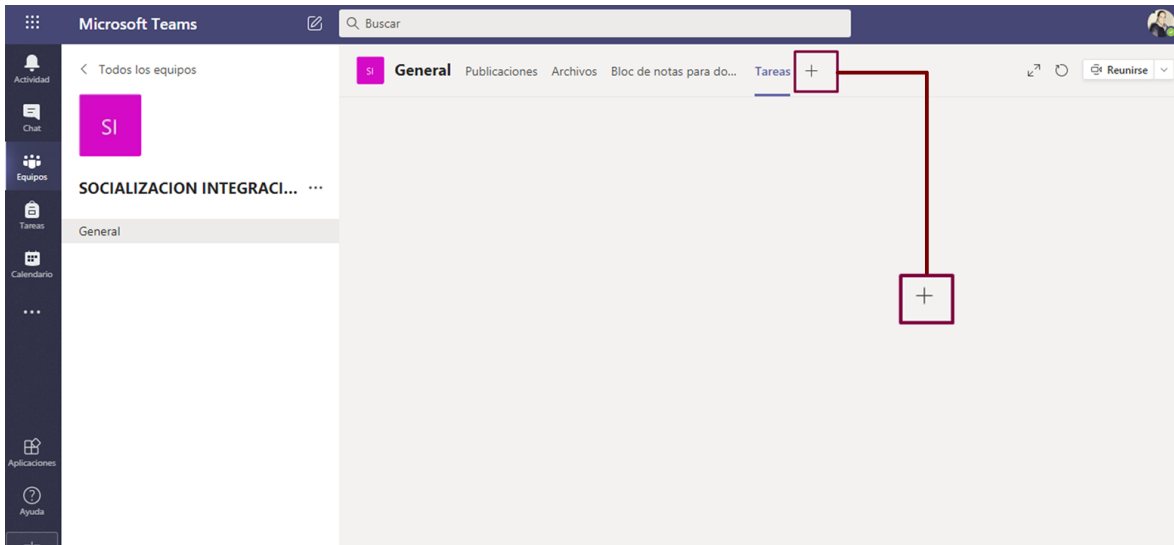 Microsoft Teams
Buscar
Actividad
Chat
Equipos
Tareas
Calendario
Aplicaciones
Ayuda
Todos los equipos
SI
SOCIALIZACION INTEGRACI...
General
SI
General Publicaciones Archivos Bloc de notas para do... Tareas
Reunirse